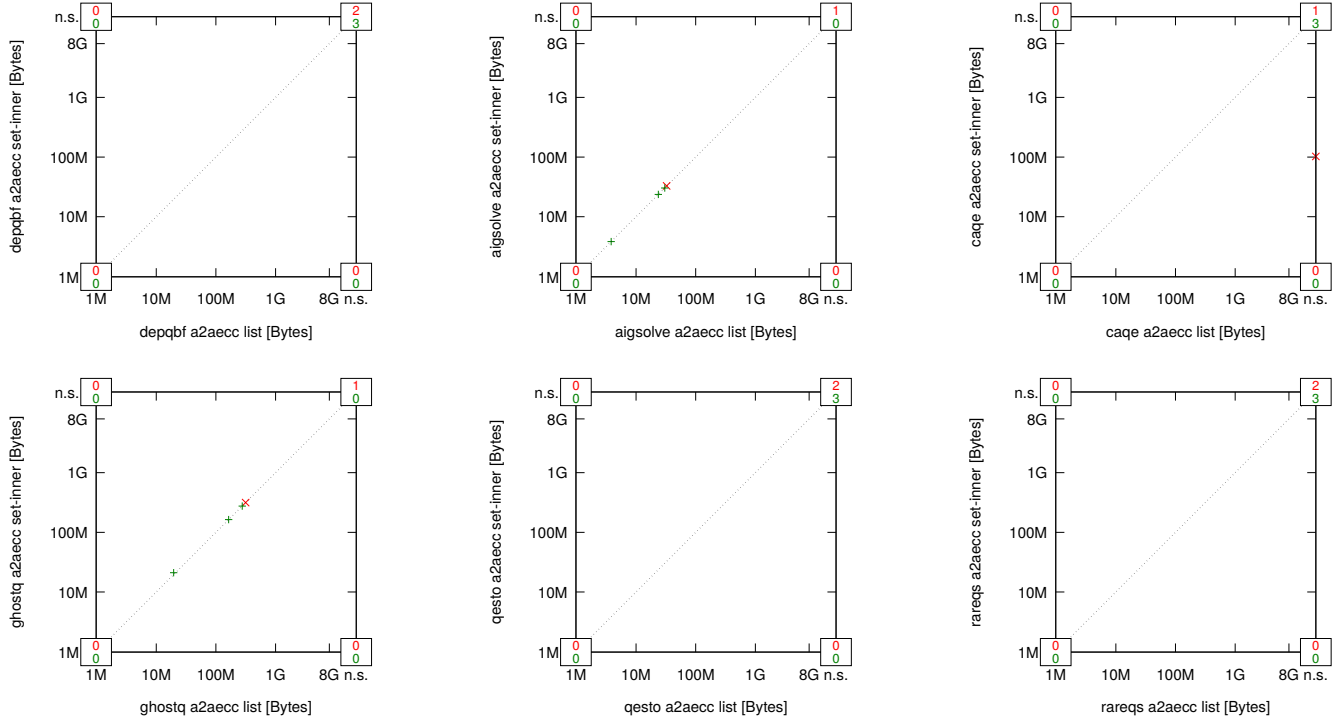 n.s. 0 0 2 3
8G
1G
100M
10M
1M 0 0 0 0
1M 10M 100M 1G 8G n.s.
depqbf a2aecc set-inner [Bytes]
depqbf a2aecc list [Bytes]
n.s. 0 0 1 0
8G
1G
100M
10M
1M 0 0 0 0
1M 10M 100M 1G 8G n.s.
aigsolve a2aecc set-inner [Bytes]
aigsolve a2aecc list [Bytes]
n.s. 0 0 1 3
8G
1G
100M
10M
1M 0 0 0 0
1M 10M 100M 1G 8G n.s.
caqe a2aecc set-inner [Bytes]
caqe a2aecc list [Bytes]
n.s. 0 0 1 0
8G
1G
100M
10M
1M 0 0 0 0
1M 10M 100M 1G 8G n.s.
ghostq a2aecc set-inner [Bytes]
ghostq a2aecc list [Bytes]
n.s. 0 0 2 3
8G
1G
100M
10M
1M 0 0 0 0
1M 10M 100M 1G 8G n.s.
qesto a2aecc set-inner [Bytes]
qesto a2aecc list [Bytes]
n.s. 0 0 2 3
8G
1G
100M
10M
1M 0 0 0 0
1M 10M 100M 1G 8G n.s.
rareqs a2aecc set-inner [Bytes]
rareqs a2aecc list [Bytes]